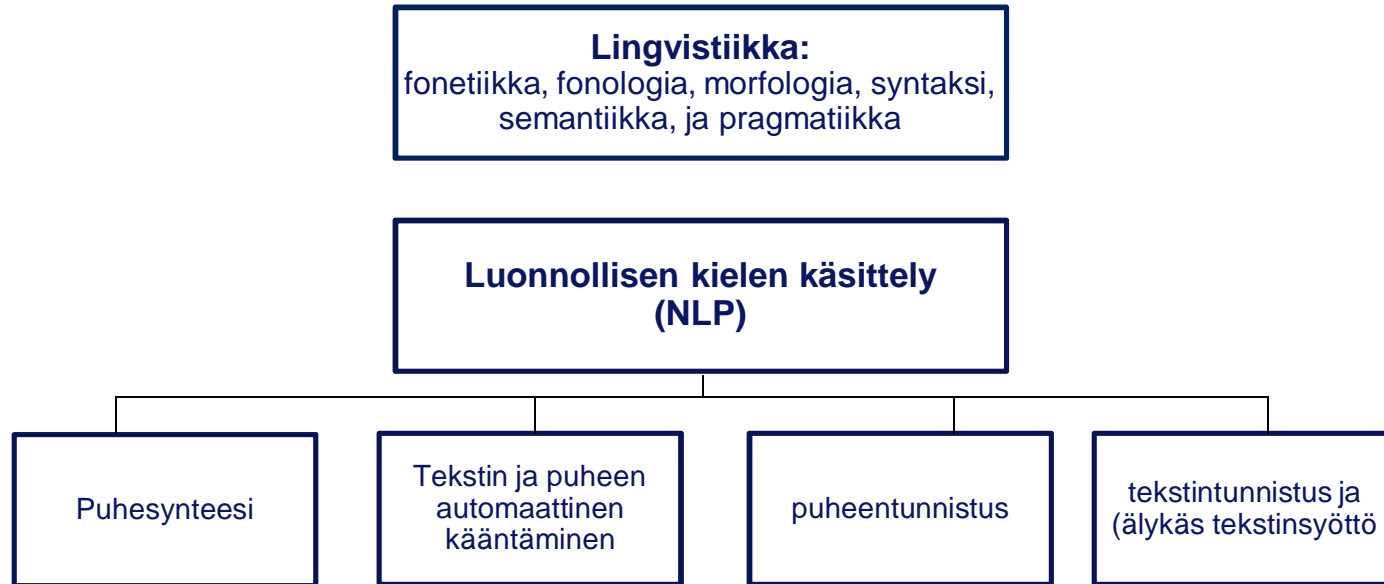 Lingvistiikka:
fonetiikka, fonologia, morfologia, syntaksi,
semantiikka, ja pragmatiikka
Luonnollisen kielen käsittely
(NLP)
Puhesynteesi
Tekstin ja puheen
automaattinen
kääntäminen
puheentunnistus
tekstintunnistus ja
(älykäs tekstinsyöttö